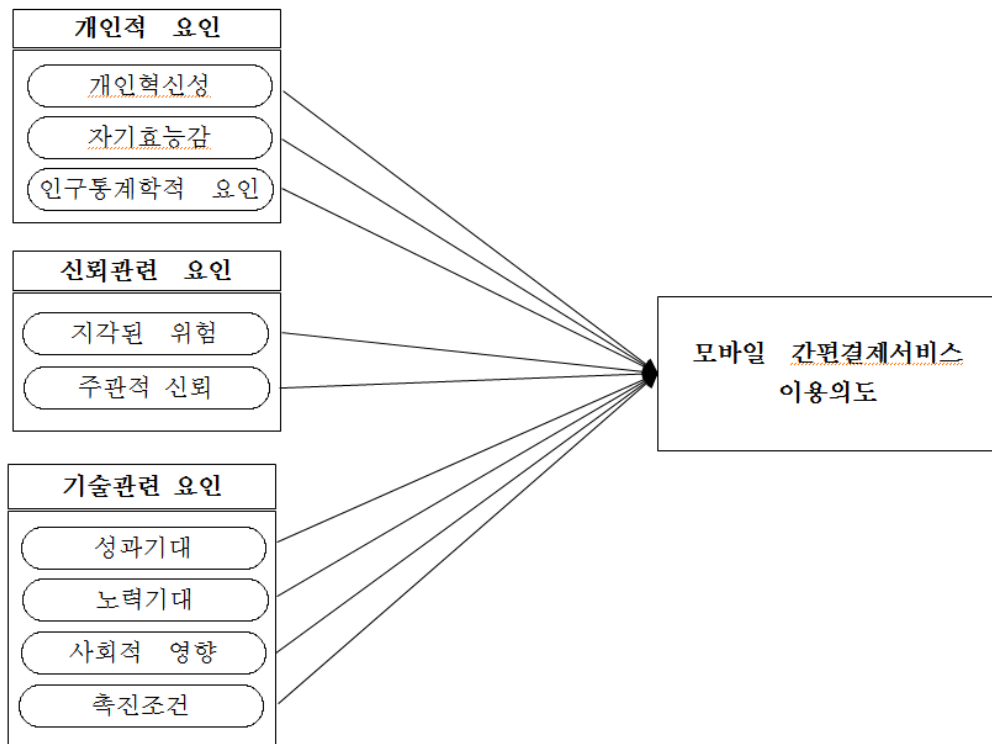 개인적 요인
개인혁신성
자기효능감
인구통계학적 요인
신뢰관련 요인
지각된 위험
주관적 신뢰
기술관련 요인
성과기대
노력기대
사회적 영향
촉진조건
모바일 간편결제서비스
이용의도